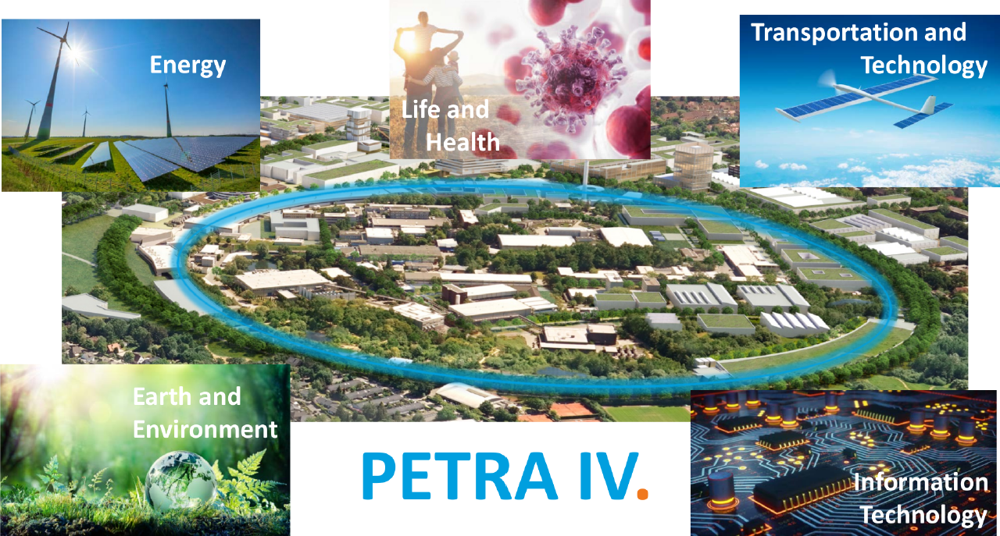 Energy
Life and
Health
Transportation and
Technology
Earth and
Environment
PETRA IV.
Information
Technology